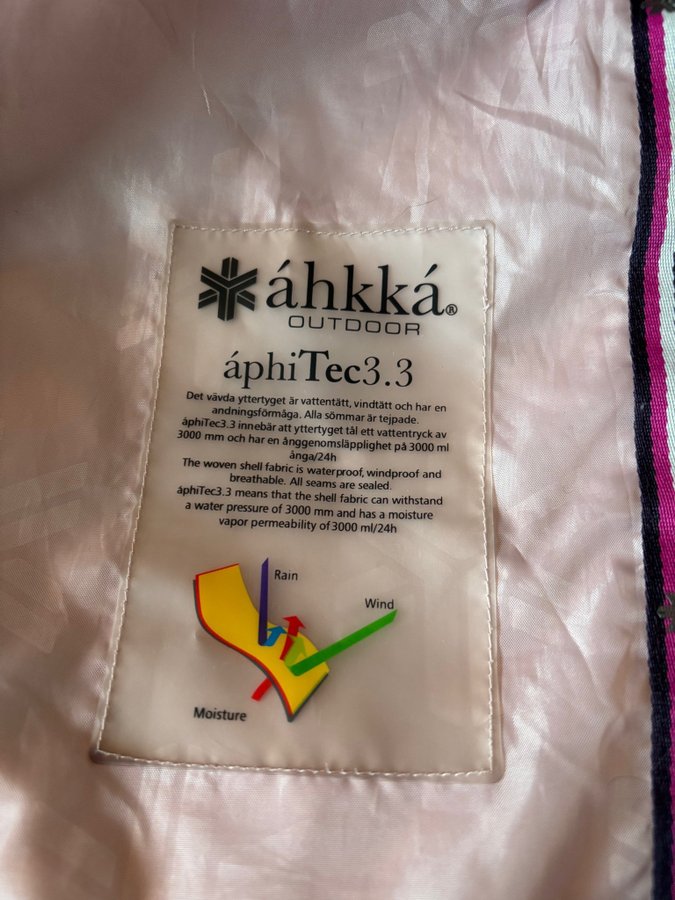 áhkká®
OUTDOOR
áphiTec3.3
Det vävda yttertyget är vattentätt, vindtätt och har en
andningsförmåga. Alla sömmar är tejpade.
áphiTec3.3 innebär att yttertyget tål ett vattentryck av
3000 mm och har en ånggenomsläpplighet på 3000 ml
ånga/24h
The woven shell fabric is waterproof, windproof and
breathable. All seams are sealed.
áphiTec3.3 means that the shell fabric can withstand
a water pressure of 3000 mm and has a moisture
vapor permeability of 3000 ml/24h
Rain
Wind
Moisture